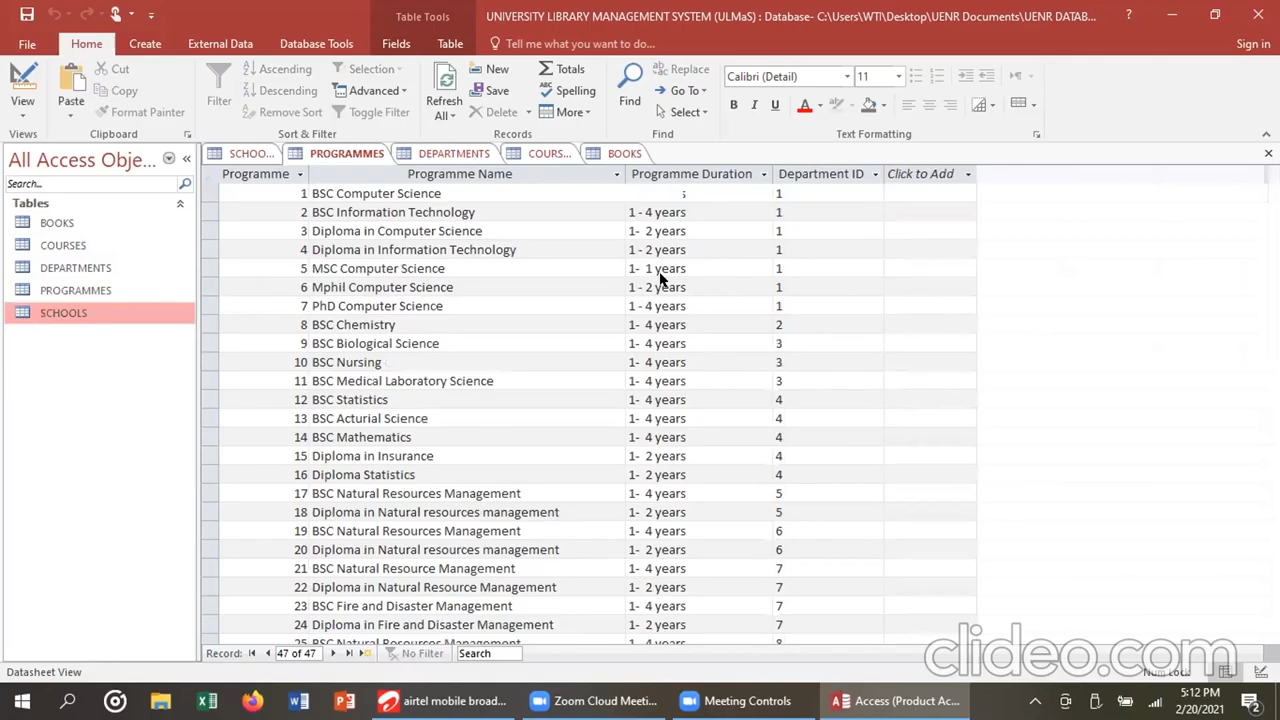 Table Tools
UNIVERSITY LIBRARY MANAGEMENT SYSTEM (ULMaS) : Database- C:\Users\WTI\Desktop\UENR Documents\UENR DATAB...
?
File Home Create External Data Database Tools Fields Table Tell me what you want to do... Sign in
View
Views
Paste
Cut
Copy
Format Painter
Clipboard
Filter
Ascending
Descending
Remove Sort
Selection
Advanced
Toggle Filter
Sort & Filter
Refresh
All
New
Save
Delete
Totals
Spelling
More
Records
Find
Replace
Go To
Select
Find
Calibri (Detail) 11
B I U A
Text Formatting
All Access Obje...
Search...
Tables
BOOKS
COURSES
DEPARTMENTS
PROGRAMMES
SCHOOLS
SCHOO... PROGRAMMES DEPARTMENTS COURS... BOOKS
Programme Programme Name Programme Duration Department ID Click to Add
1 BSC Computer Science s 1
2 BSC Information Technology 1 - 4 years 1
3 Diploma in Computer Science 1- 2 years 1
4 Diploma in Information Technology 1 - 2 years 1
5 MSC Computer Science 1- 1 years 1
6 Mphil Computer Science 1 - 2 years 1
7 PhD Computer Science 1 - 4 years 1
8 BSC Chemistry 1- 4 years 2
9 BSC Biological Science 1- 4 years 3
10 BSC Nursing 1- 4 years 3
11 BSC Medical Laboratory Science 1- 4 years 3
12 BSC Statistics 1- 4 years 4
13 BSC Acturial Science 1- 4 years 4
14 BSC Mathematics 1- 4 years 4
15 Diploma in Insurance 1- 2 years 4
16 Diploma Statistics 1- 2 years 4
17 BSC Natural Resources Management 1- 4 years 5
18 Diploma in Natural resources management 1- 2 years 5
19 BSC Natural Resources Management 1- 4 years 6
20 Diploma in Natural resources management 1- 2 years 6
21 BSC Natural Resource Management 1- 4 years 7
22 Diploma in Natural Resource Management 1- 2 years 7
23 BSC Fire and Disaster Management 1- 4 years 7
24 Diploma in Fire and Disaster Management 1- 2 years 7
25 BSC Natural Resources Management 1- 4 years 8
Record: 47 of 47 No Filter Search
clideo.com
Datasheet View Num Lock
airtel mobile broad... Zoom Cloud Meeti... Meeting Controls Access (Product Ac...
5:12 PM
2/20/2021
2